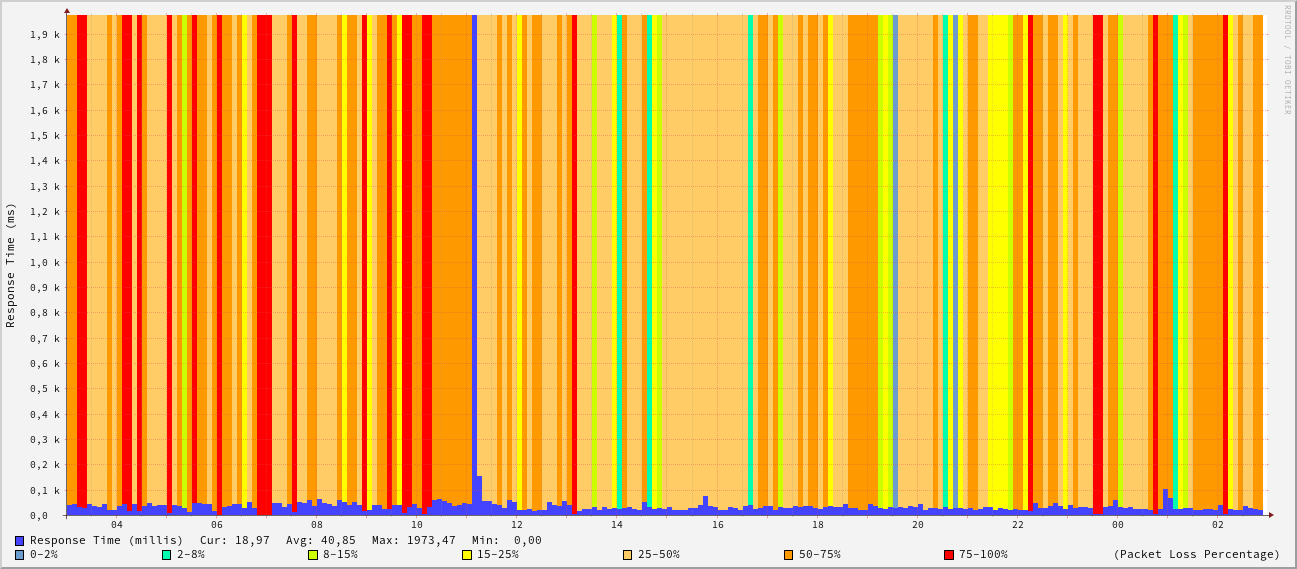 RRDTOOL / TOBI OETIKER
Response Time (ms)
1,9 k
1,8 k
1,7 k
1,6 k
1,5 k
1,4 k
1,3 k
1,2 k
1,1 k
1,0 k
0,9 k
0,8 k
0,7 k
0,6 k
0,5 k
0,4 k
0,3 k
0,2 k
0,1 k
0,0
04 06 08 10 12 14 16 18 20 22 00 02
Response Time (millis) Cur: 18,97 Avg: 40,85 Max: 1973,47 Min: 0,00
0-2% 2-8% 8-15% 15-25% 25-50% 50-75% 75-100% (Packet Loss Percentage)